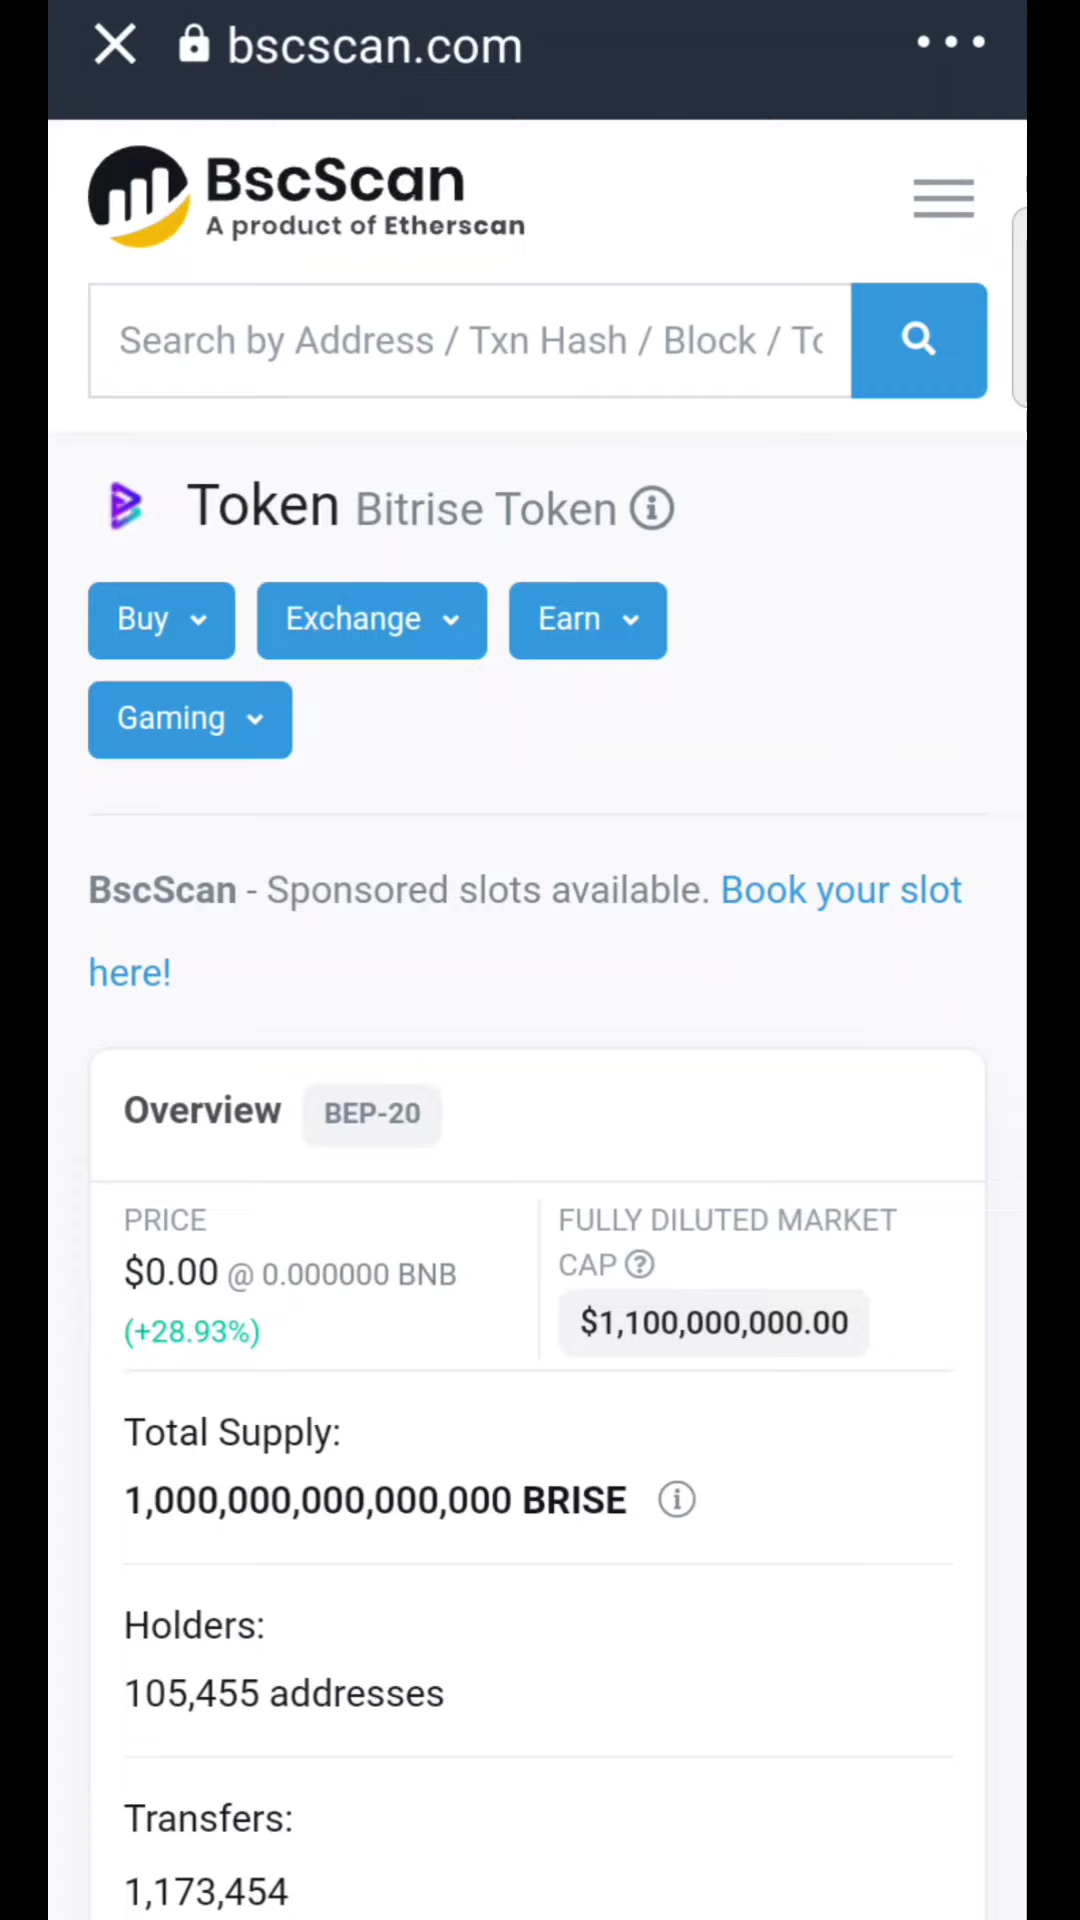 bscscan.com
BscScan
A product of Etherscan
Search by Address / Txn Hash / Block / To
Token Bitrise Token
Buy
Exchange
Earn
Gaming
BscScan - Sponsored slots available. Book your slot
here!
Overview BEP-20
PRICE
$0.00 @ 0.000000 BNB
(+28.93%)
FULLY DILUTED MARKET
CAP
$1,100,000,000.00
Total Supply:
1,000,000,000,000,000 BRISE
Holders:
105,455 addresses
Transfers:
1,173,454